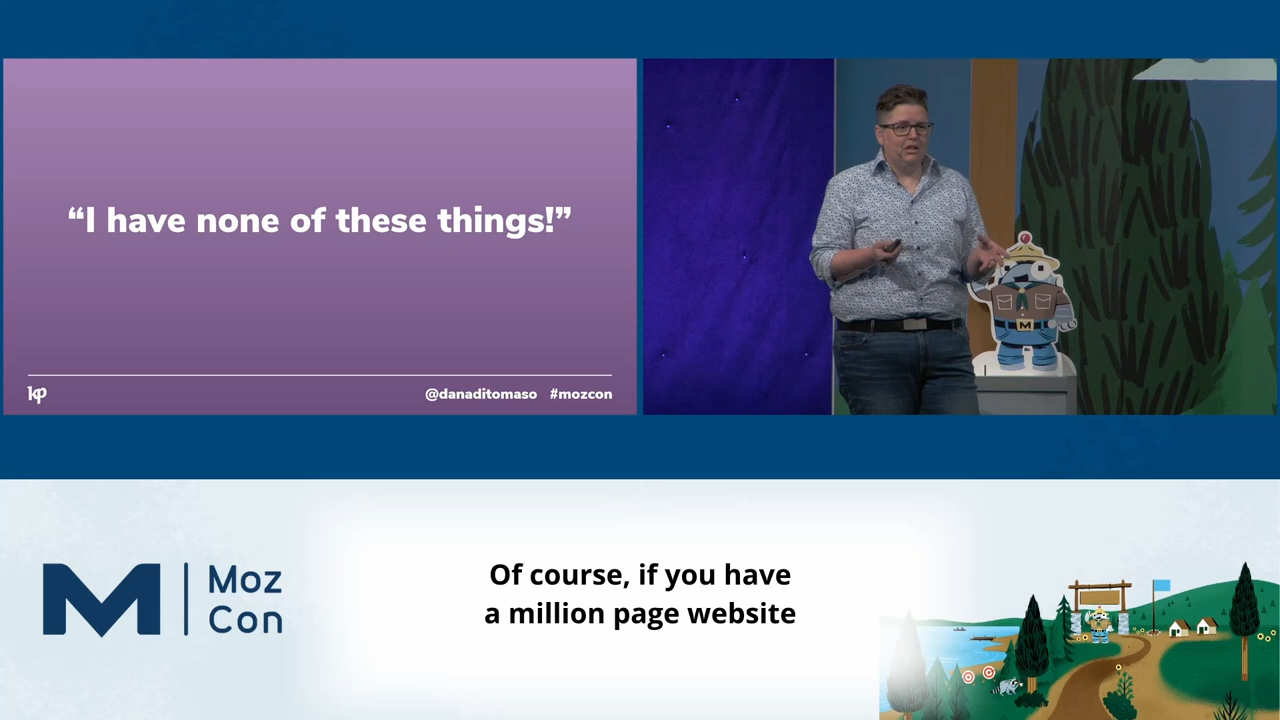 “I have none of these things!”
kp
@danaditomaso #mozcon
M
Moz
Con
Of course, if you have
a million page website